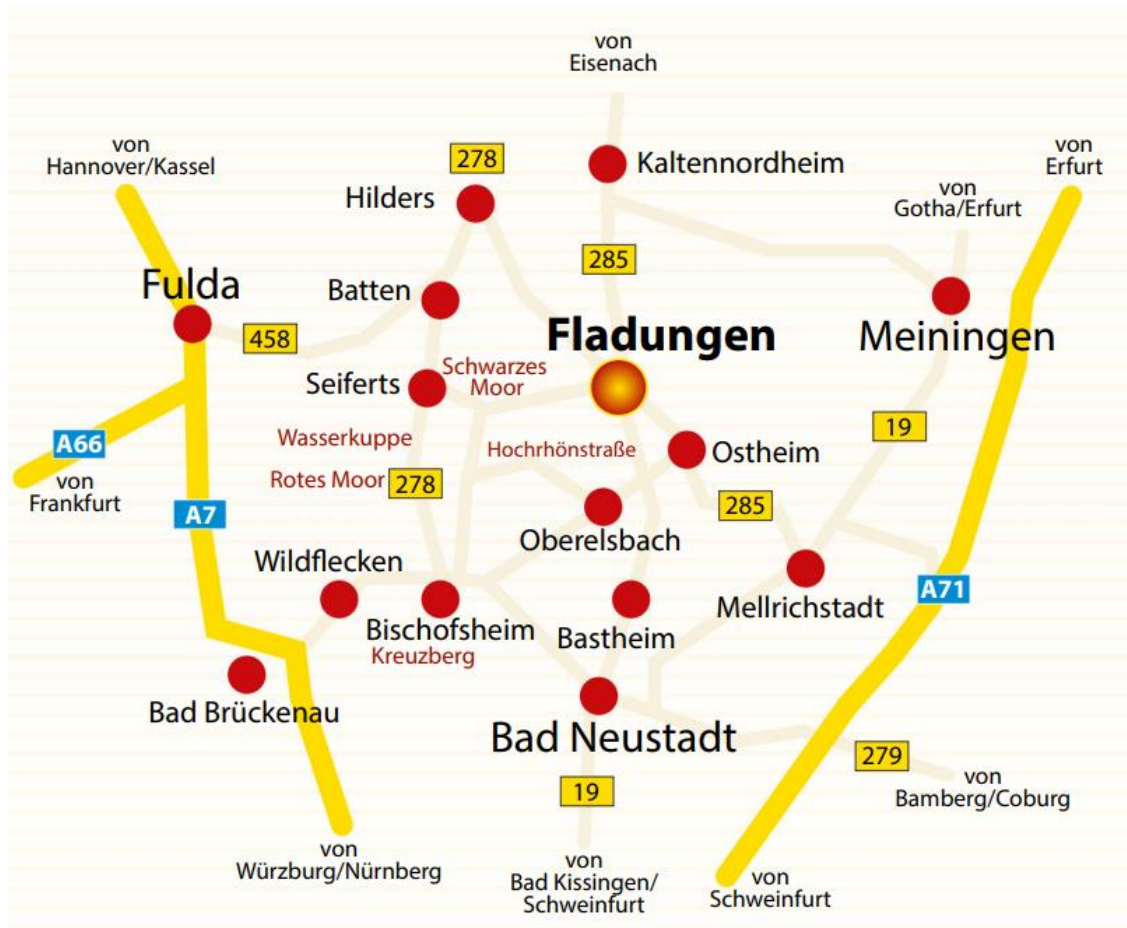 von
Eisenach
von
Hannover/Kassel
278
Kaltennordheim
von
Erfurt
Hilders
von
Gotha/Erfurt
285
Fulda
Batten
458
Fladungen
Meiningen
Schwarzes
Moor
Seiferts
19
Wasserkuppe
Hochrhönstraße
Ostheim
A66
von
Frankfurt
Rotes Moor
278
285
A7
Oberelsbach
Wildflecken
A71
Mellrichstadt
Bischofsheim
Kreuzberg
Bastheim
Bad Brückenau
Bad Neustadt
279
von
Bamberg/Coburg
19
von
Würzburg/Nürnberg
von
Bad Kissingen/
Schweinfurt
von
Schweinfurt